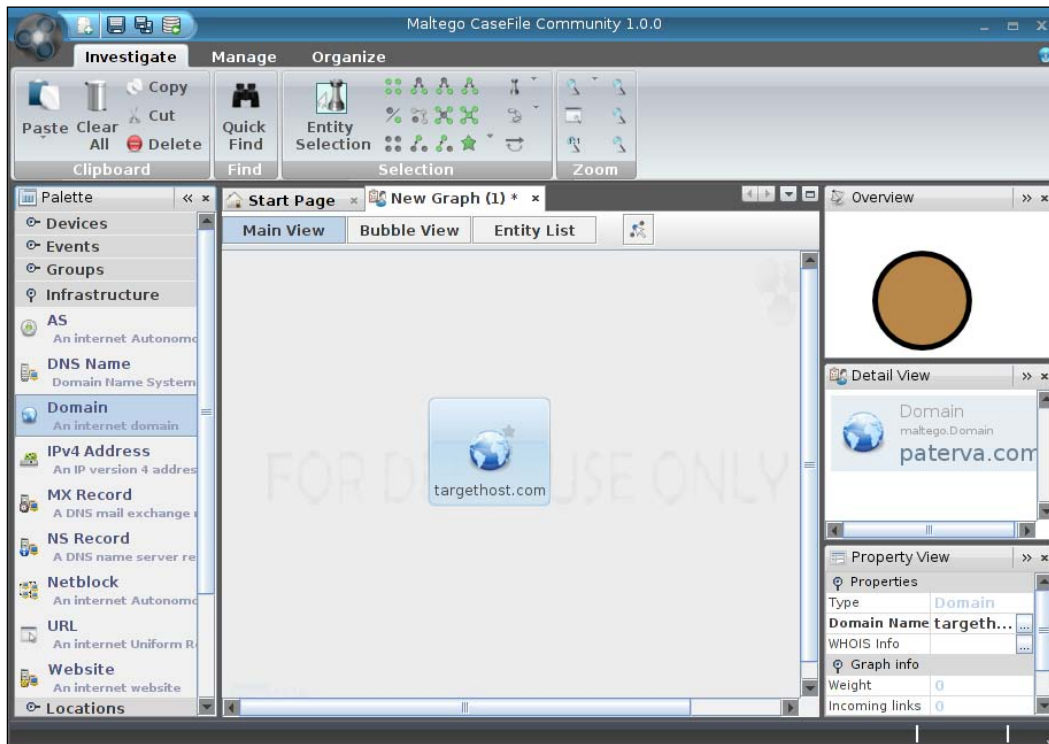 Maltego CaseFile Community 1.0.0
Investigate Manage Organize
Paste
Clear All
Copy
Cut
Delete
Clipboard
Quick Find
Find
Entity Selection
Selection
Zoom
Palette
Devices
Events
Groups
Infrastructure
AS
An internet Autonomo
DNS Name
Domain Name System
Domain
An internet domain
IPv4 Address
An IP version 4 addres
MX Record
A DNS mail exchange
NS Record
A DNS name server re
Netblock
An internet Autonomo
URL
An internet Uniform R
Website
An internet website
Locations
Start Page
New Graph (1) *
Main View Bubble View Entity List
FOR DEMO USE ONLY
targethost.com
Overview
Detail View
Domain
maltego.Domain
paterva.com
Property View
Properties
Type Domain
Domain Name targeth... ...
WHOIS Info ...
Graph info
Weight 0
Incoming links 0